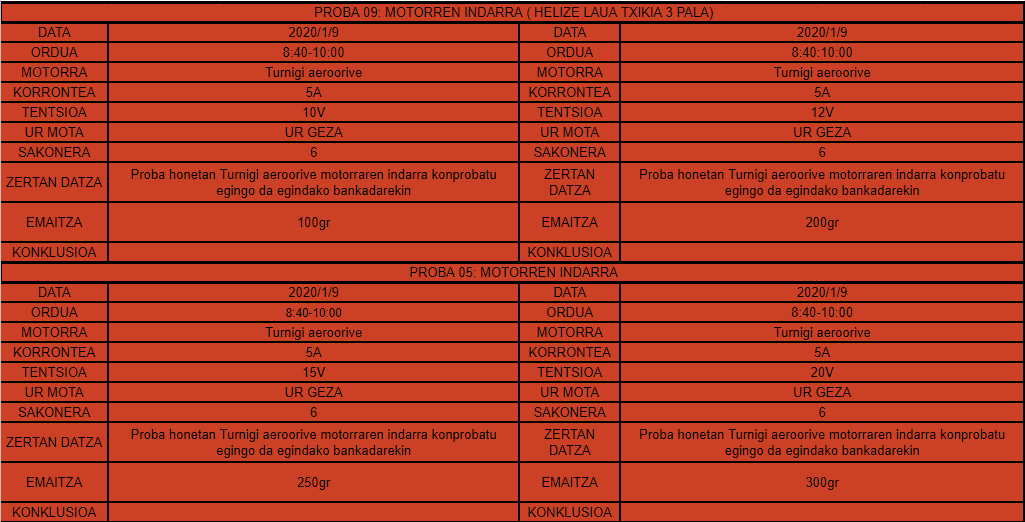 PROBA 09: MOTORREN INDARRA ( HELIZE LAUA TXIKIA 3 PALA)
DATA 2020/1/9 DATA 2020/1/9
ORDUA 8:40-10:00 ORDUA 8:40:10:00
MOTORRA Turnigi aeroorive MOTORRA Turnigi aeroorive
KORRONTEA 5A KORRONTEA 5A
TENTSIOA 10V TENTSIOA 12V
UR MOTA UR GEZA UR MOTA UR GEZA
SAKONERA 6 SAKONERA 6
ZERTAN DATZA Proba honetan Turnigi aeroorive motorraren indarra konprobatu
egingo da egindako bankadarekin
ZERTAN
DATZA
Proba honetan Turnigi aeroorive motorraren indarra konprobatu
egingo da egindako bankadarekin
EMAITZA 100gr EMAITZA 200gr
KONKLUSIOA KONKLUSIOA
PROBA 05: MOTORREN INDARRA
DATA 2020/1/9 DATA 2020/1/9
ORDUA 8:40-10:00 ORDUA 8:40-10:00
MOTORRA Turnigi aeroorive MOTORRA Turnigi aeroorive
KORRONTEA 5A KORRONTEA 5A
TENTSIOA 15V TENTSIOA 20V
UR MOTA UR GEZA UR MOTA UR GEZA
SAKONERA 6 SAKONERA 6
ZERTAN DATZA Proba honetan Turnigi aeroorive motorraren indarra konprobatu
egingo da egindako bankadarekin
ZERTAN
DATZA
Proba honetan Turnigi aeroorive motorraren indarra konprobatu
egingo da egindako bankadarekin
EMAITZA 250gr EMAITZA 300gr
KONKLUSIOA KONKLUSIOA